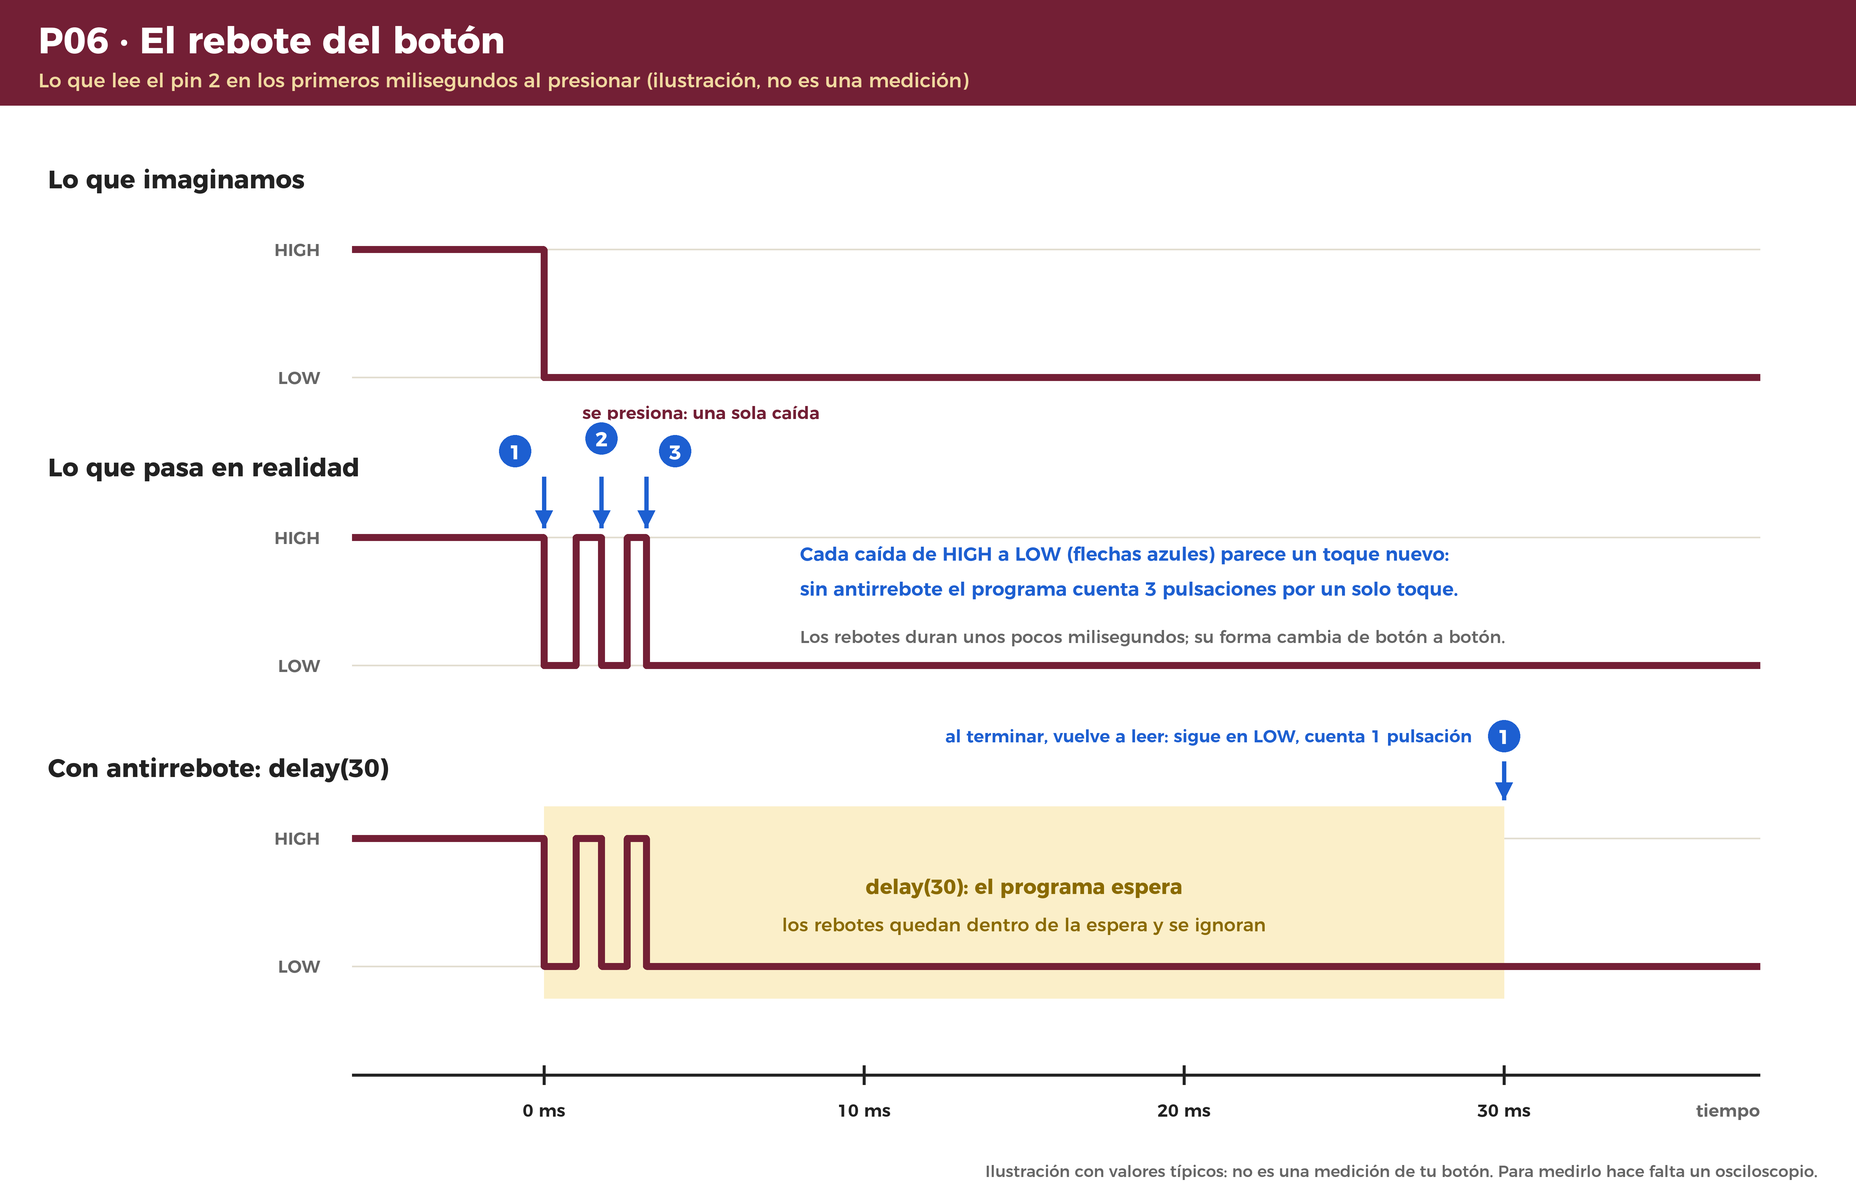 P06 · El rebote del botón
Lo que lee el pin 2 en los primeros milisegundos al presionar (ilustración, no es una medición)
Lo que imaginamos
HIGH
LOW
se presiona: una sola caída
1
2
3
Lo que pasa en realidad
HIGH
Cada caída de HIGH a LOW (flechas azules) parece un toque nuevo:
sin antirrebote el programa cuenta 3 pulsaciones por un solo toque.
Los rebotes duran unos pocos milisegundos; su forma cambia de botón a botón.
LOW
al terminar, vuelve a leer: sigue en LOW, cuenta 1 pulsación
1
Con antirrebote: delay(30)
HIGH
delay(30): el programa espera
los rebotes quedan dentro de la espera y se ignoran
LOW
0 ms
10 ms
20 ms
30 ms
tiempo
Ilustración con valores típicos: no es una medición de tu botón. Para medirlo hace falta un osciloscopio.